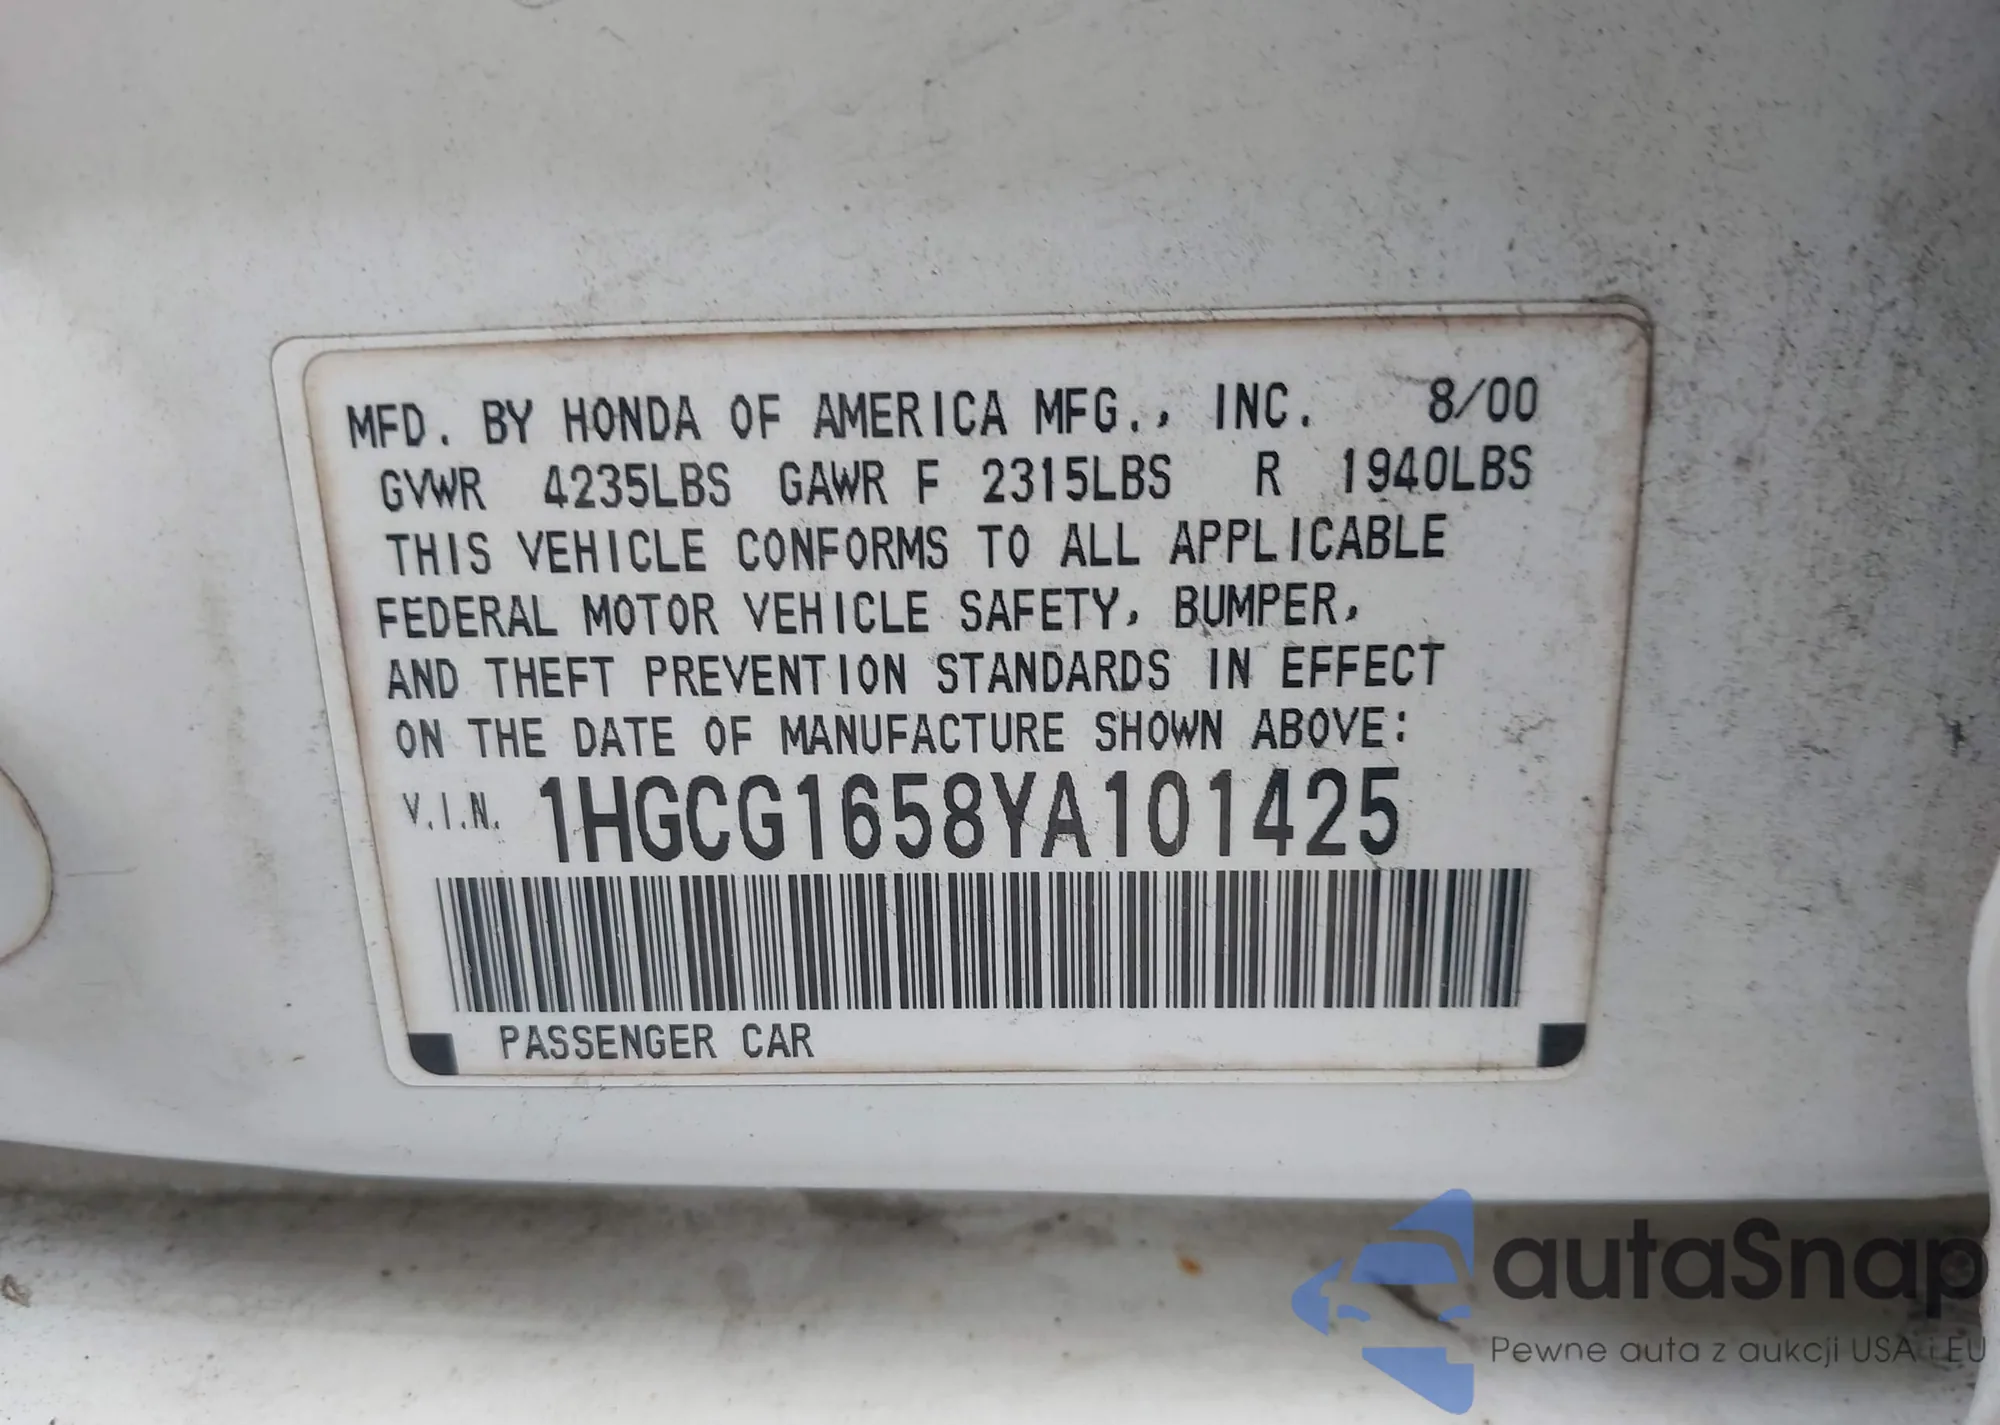 MFD. BY HONDA OF AMERICA MFG., INC. 8/00
GVWR 4235LBS GAWR F 2315LBS R 1940LBS
THIS VEHICLE CONFORMS TO ALL APPLICABLE
FEDERAL MOTOR VEHICLE SAFETY, BUMPER,
AND THEFT PREVENTION STANDARDS IN EFFECT
ON THE DATE OF MANUFACTURE SHOWN ABOVE:
V.I.N. 1HGCG1658YA101425
PASSENGER CAR
autaSnap
Pewne auta z aukcji USA i EU